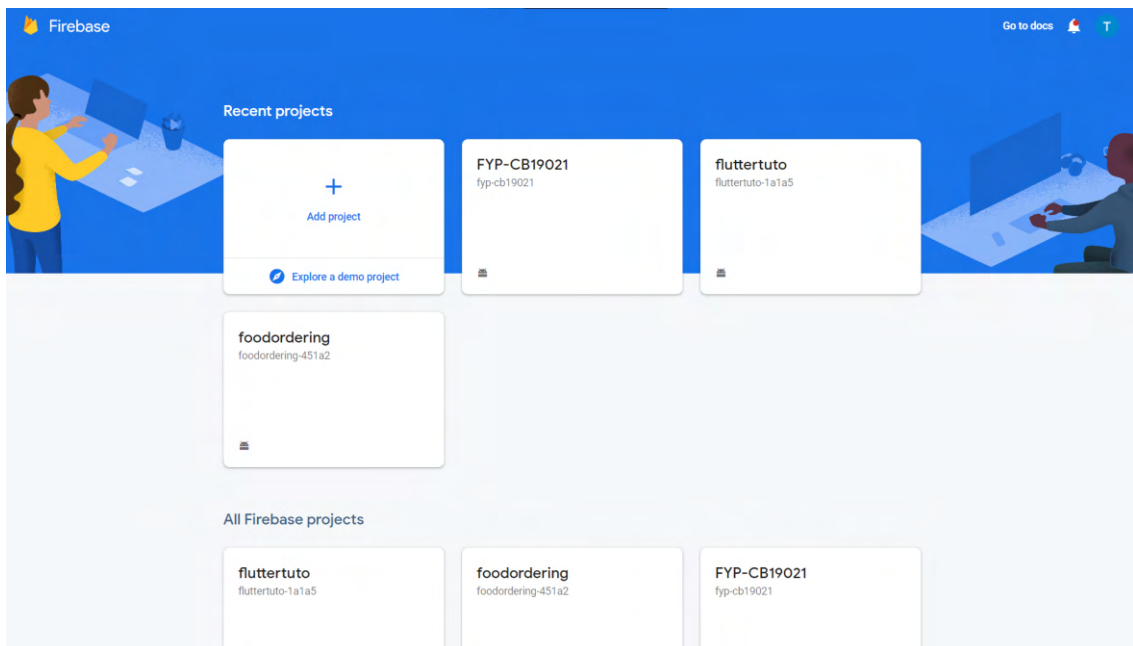 Firebase
Go to docs
T
Recent projects
Add project
Explore a demo project
FYP-CB19021
fyp-cb19021
fluttertuto
fluttertuto-1a1a5
foodordering
foodordering-451a2
All Firebase projects
fluttertuto
fluttertuto-1a1a5
foodordering
foodordering-451a2
FYP-CB19021
fyp-cb19021